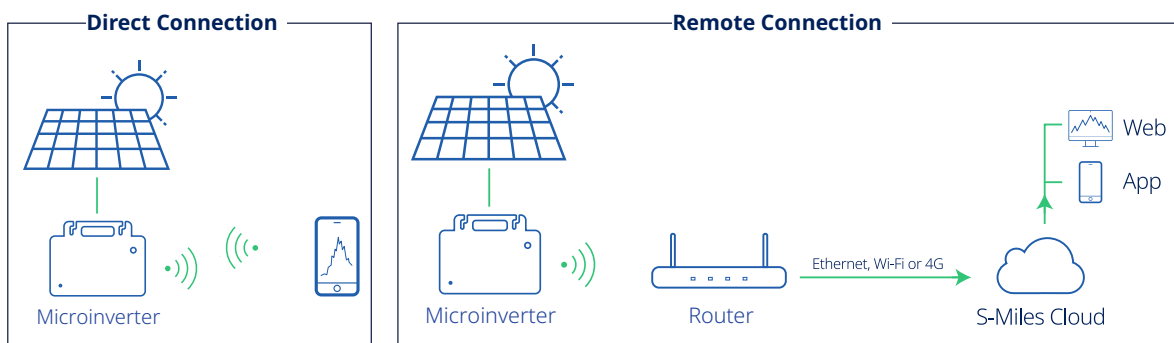 Direct Connection
Microinverter
Remote Connection
Microinverter
Router
Ethernet, Wi-Fi or 4G
S-Miles Cloud
Web
App